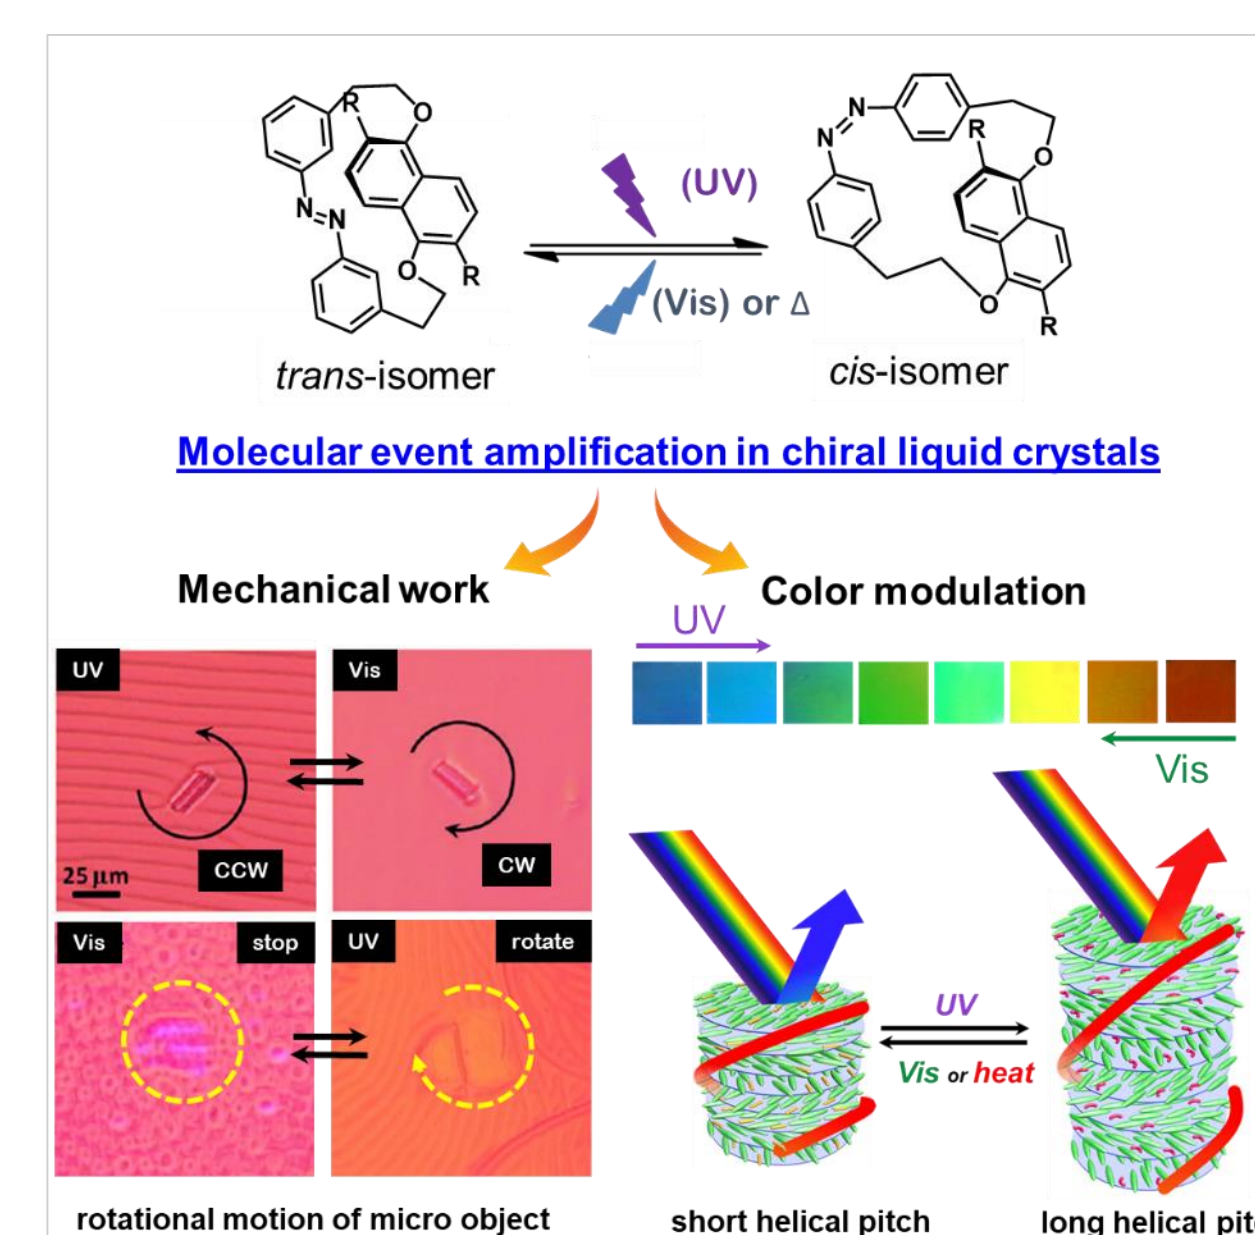 R
O
N
N
O
R
trans-isomer
(UV)
(Vis) or Δ
N
N
R
O
O
R
cis-isomer
Molecular event amplification in chiral liquid crystals
Mechanical work
Color modulation
UV
CCW
25 μm
Vis
CW
Vis
stop
UV
rotate
rotational motion of micro object
UV
Vis
UV
Vis or heat
short helical pitch
long helical